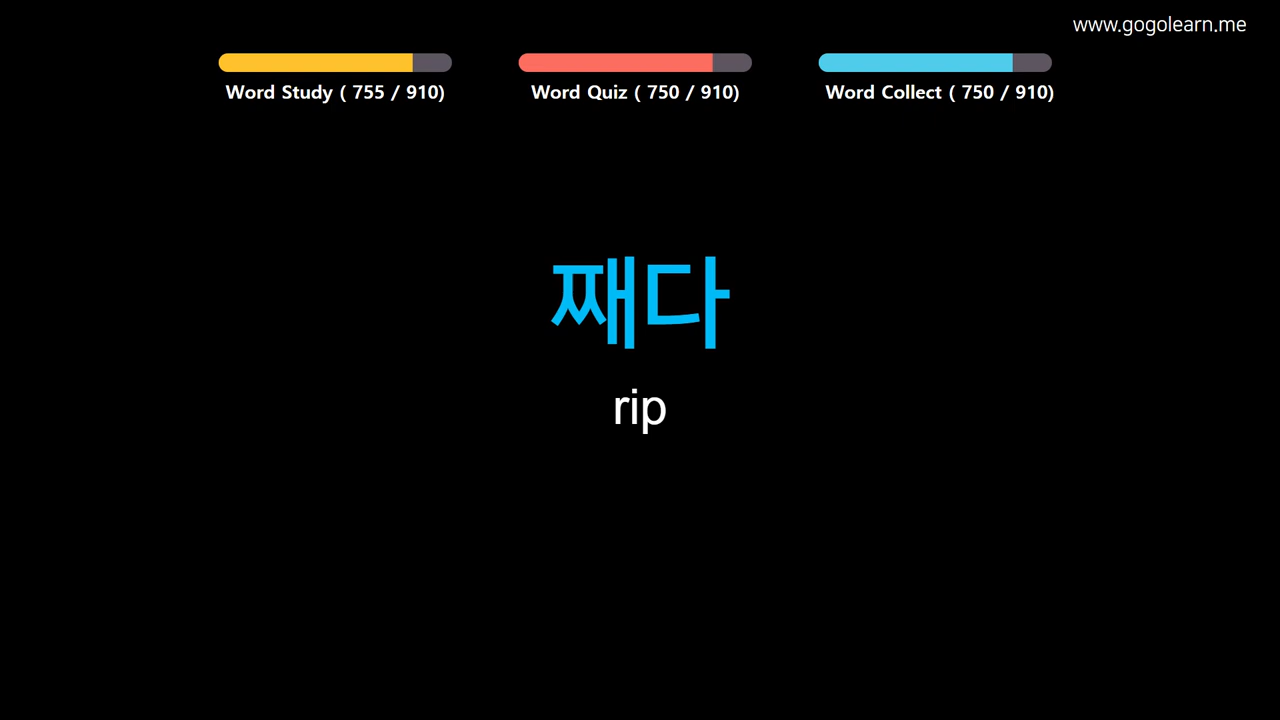 www.gogolearn.me
Word Study ( 755 / 910)
Word Quiz ( 750 / 910)
Word Collect ( 750 / 910)
째다
rip